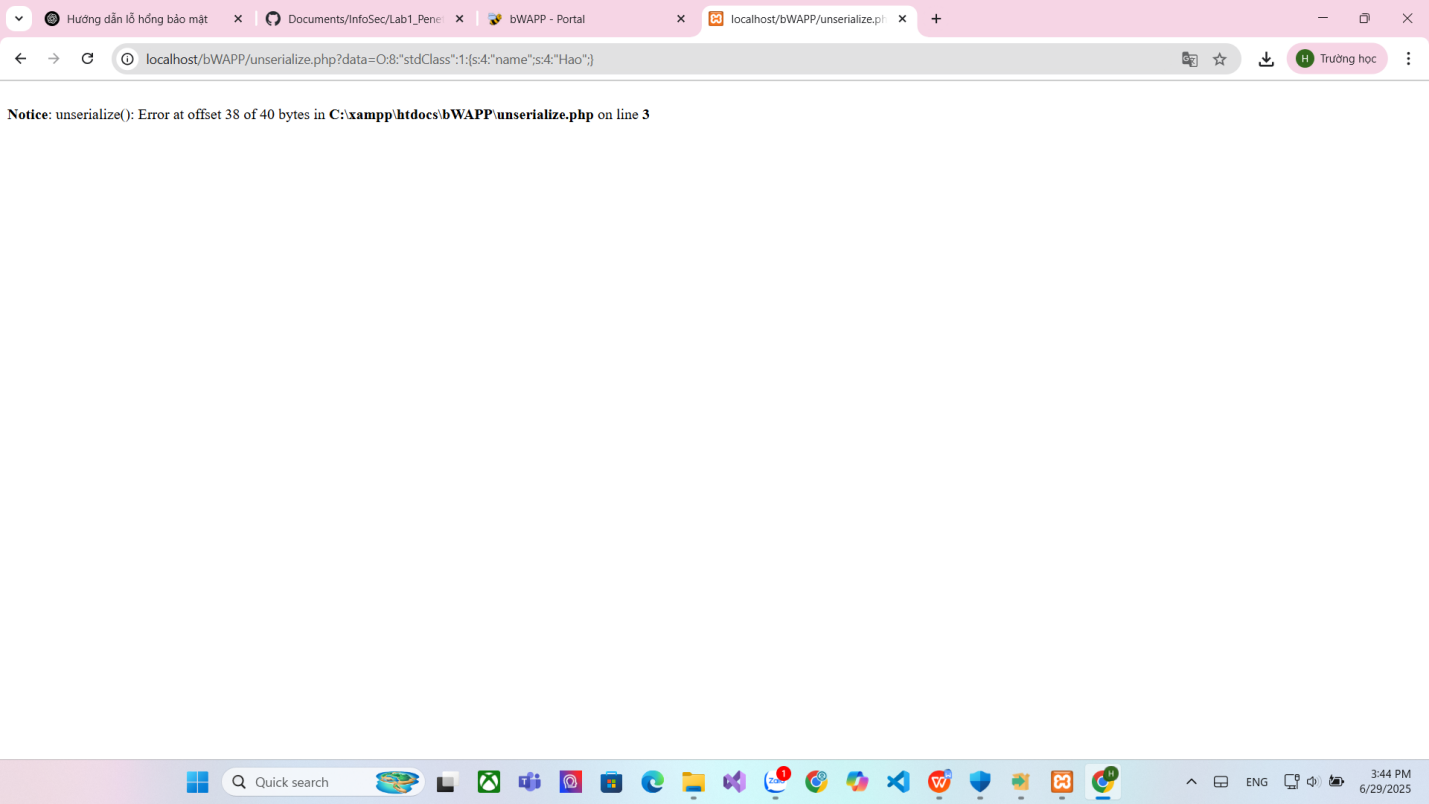 Hướng dẫn lỗ hổng bảo mật
Documents/InfoSec/Lab1_Pene
bWAPP - Portal
localhost/bWAPP/unserialize.ph
localhost/bWAPP/unserialize.php?data=O:8:"stdClass":1:{s:4:"name";s:4:"Hao";}
H Trường học
Notice: unserialize(): Error at offset 38 of 40 bytes in C:\xampp\htdocs\bWAPP\unserialize.php on line 3
Quick search
Zalo
1
W
H
ENG
3:44 PM
6/29/2025